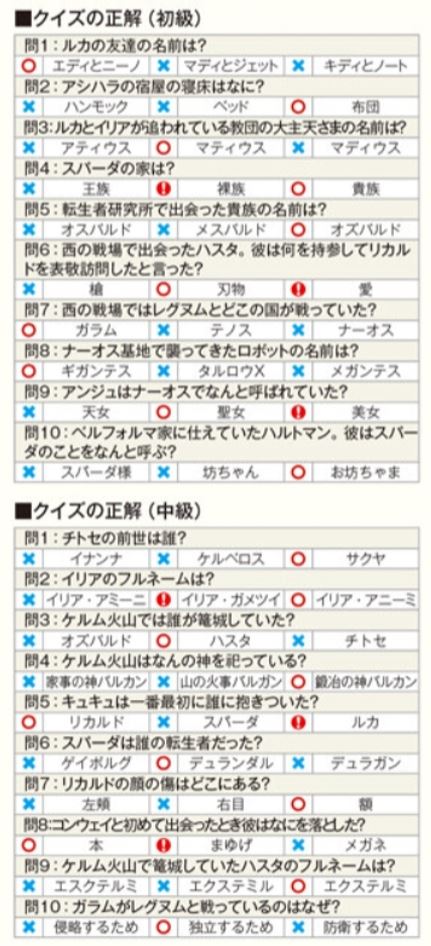 ■クイズの正解（初級）
問1：ルカの友達の名前は？
○ エディとニーノ × マディとジェット × キディとノート
問2：アシハラの宿屋の寝床はなに？
× ハンモック × ベッド ○ 布団
問3：ルカとイリアが追われている教団の大主天さまの名前は？
× アティウス ○ マティウス × マディウス
問4：スパーダの家は？
× 王族 ! 裸族 ○ 貴族
問5：転生者研究所で出会った貴族の名前は？
× オスバルド × メスバルド ○ オズバルド
問6：西の戦場で出会ったハスタ。彼は何を持参してリカル
ドを表敬訪問したと言った？
× 槍 ○ 刃物 ! 愛
問7：西の戦場ではレグヌムとどこの国が戦っていた？
○ ガラム × テノス × ナーオス
問8：ナーオス基地で襲ってきたロボットの名前は？
○ ギガンテス × タルロウX × メガンテス
問9：アンジュはナーオスでなんと呼ばれていた？
× 天女 ○ 聖女 ! 美女
問10：ベルフォルマ家に仕えていたハルトマン。彼はスパー
ダのことをなんと呼ぶ？
× スパーダ様 × 坊ちゃん ○ お坊ちゃま
■クイズの正解（中級）
問1：チトセの前世は誰？
× イナンナ × ケルベロス ○ サクヤ
問2：イリアのフルネームは？
× イリア・アミーニ ! イリア・ガメツイ ○ イリア・アニーミ
問3：ケルム火山では誰が篭城していた？
× オズバルド ○ ハスタ × チトセ
問4：ケルム火山はなんの神を祀っている？
× 家事の神バルカン × 山の火事バルガン ○ 鍛冶の神バルカン
問5：キュキュは一番最初に誰に抱きついた？
○ リカルド × スパーダ ! ルカ
問6：スパーダは誰の転生者だった？
× ゲイボルグ ○ デュランダル × デュラガン
問7：リカルドの顔の傷はどこにある？
× 左頬 × 右目 ○ 額
問8：コンウェイと初めて出会ったとき彼はなにを落とした？
○ 本 ! まゆげ × メガネ
問9：ケルム火山で篭城していたハスタのフルネームは？
× エスクテルミ × エクステミル ○ エクステルミ
問10：ガラムがレグヌムと戦っているのはなぜ？
× 侵略するため ○ 独立するため × 防衛するため